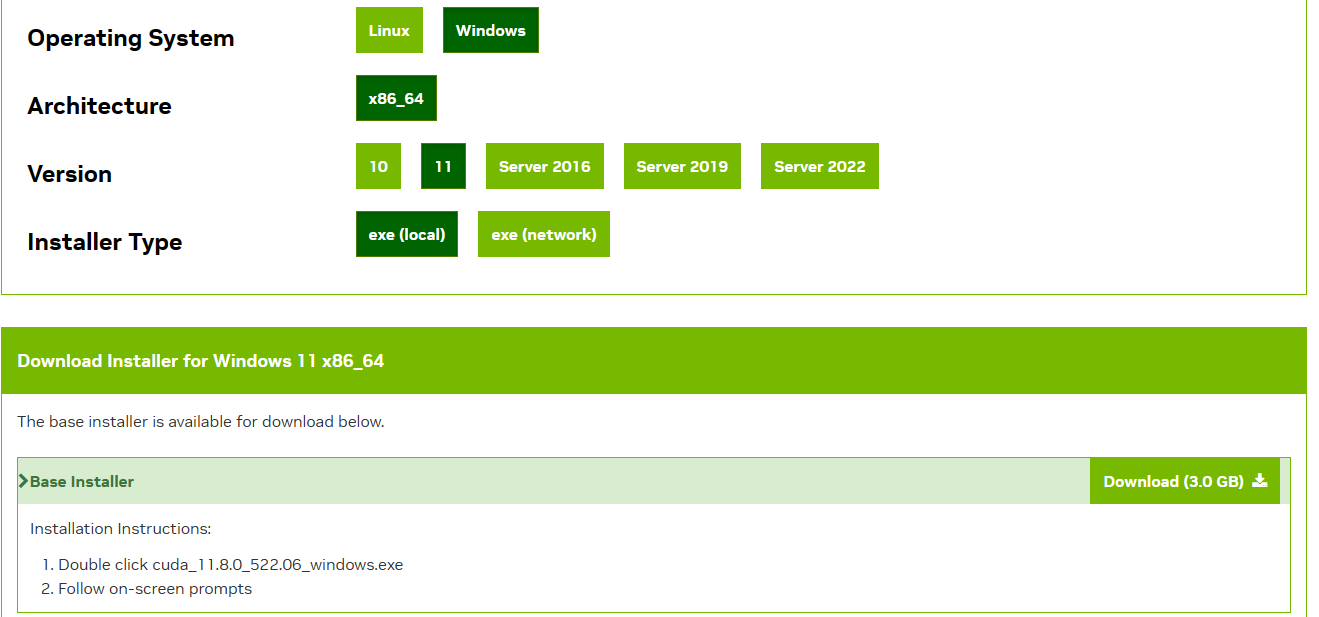 Operating System
Linux
Windows
Architecture
x86_64
Version
10
11
Server 2016
Server 2019
Server 2022
Installer Type
exe (local)
exe (network)
Download Installer for Windows 11 x86_64
The base installer is available for download below.
Base Installer
Download (3.0 GB)
Installation Instructions:
1. Double click cuda_11.8.0_522.06_windows.exe
2. Follow on-screen prompts